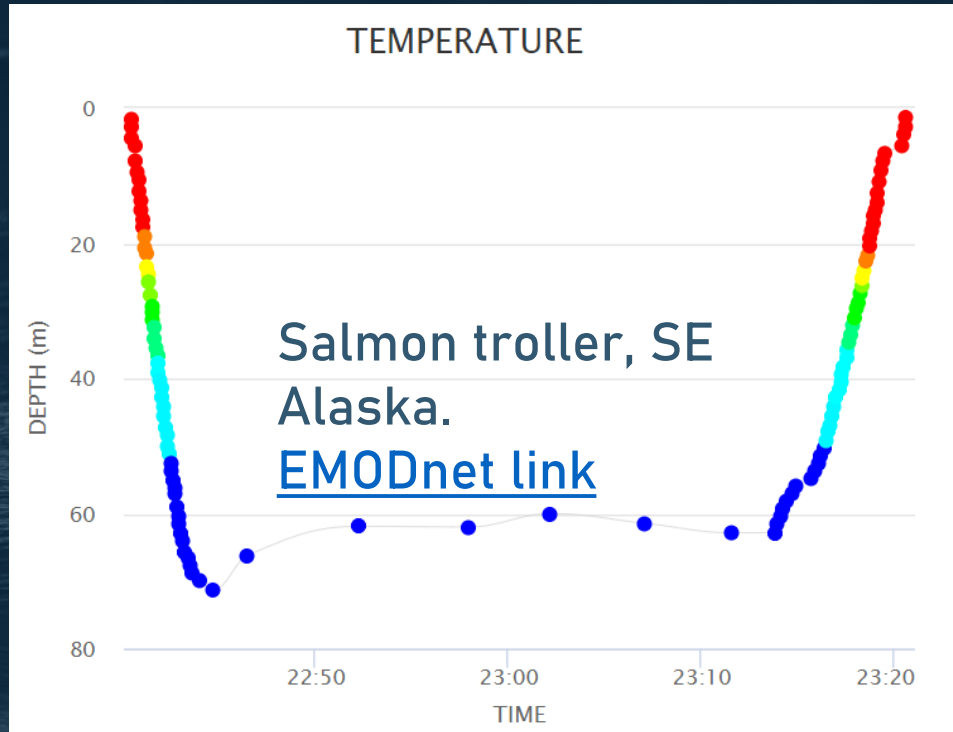 TEMPERATURE
0
20
40
60
80
DEPTH (m)
Salmon troller, SE
Alaska.
EMODnet link
22:50 23:00 23:10 23:20
TIME